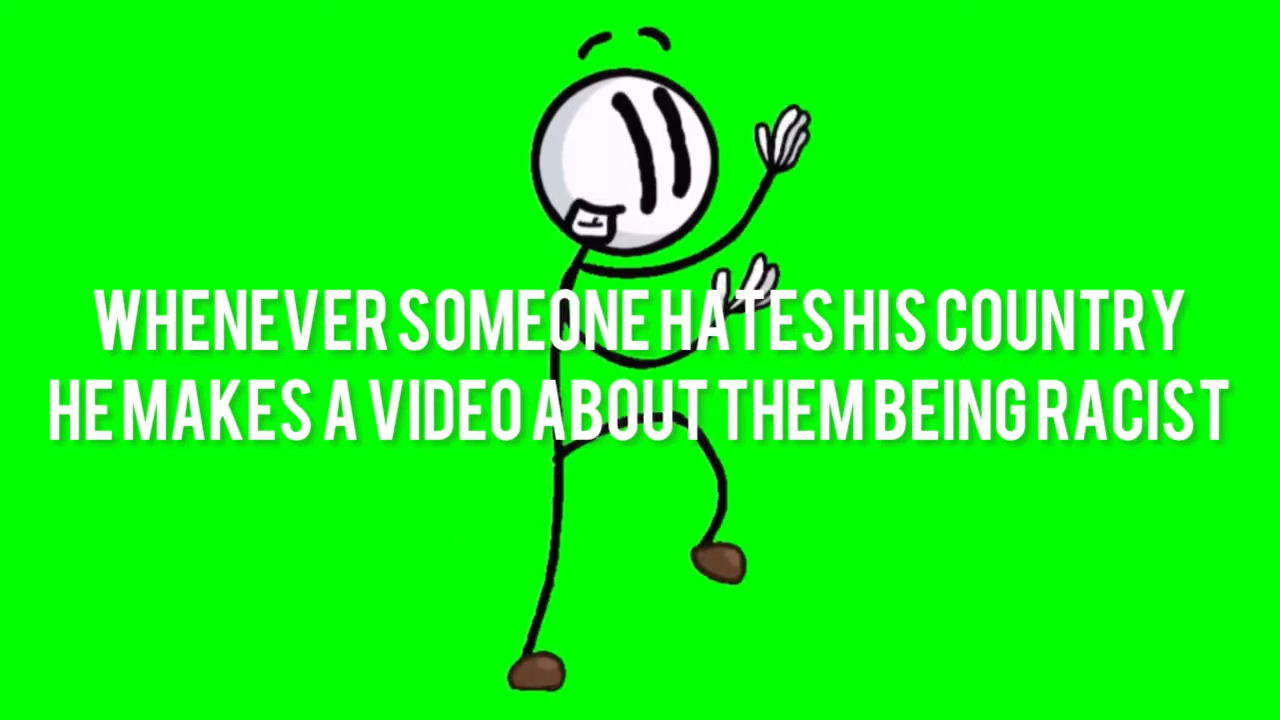 WHENEVER SOMEONE HATES HIS COUNTRY
HE MAKES A VIDEO ABOUT THEM BEING RACIST